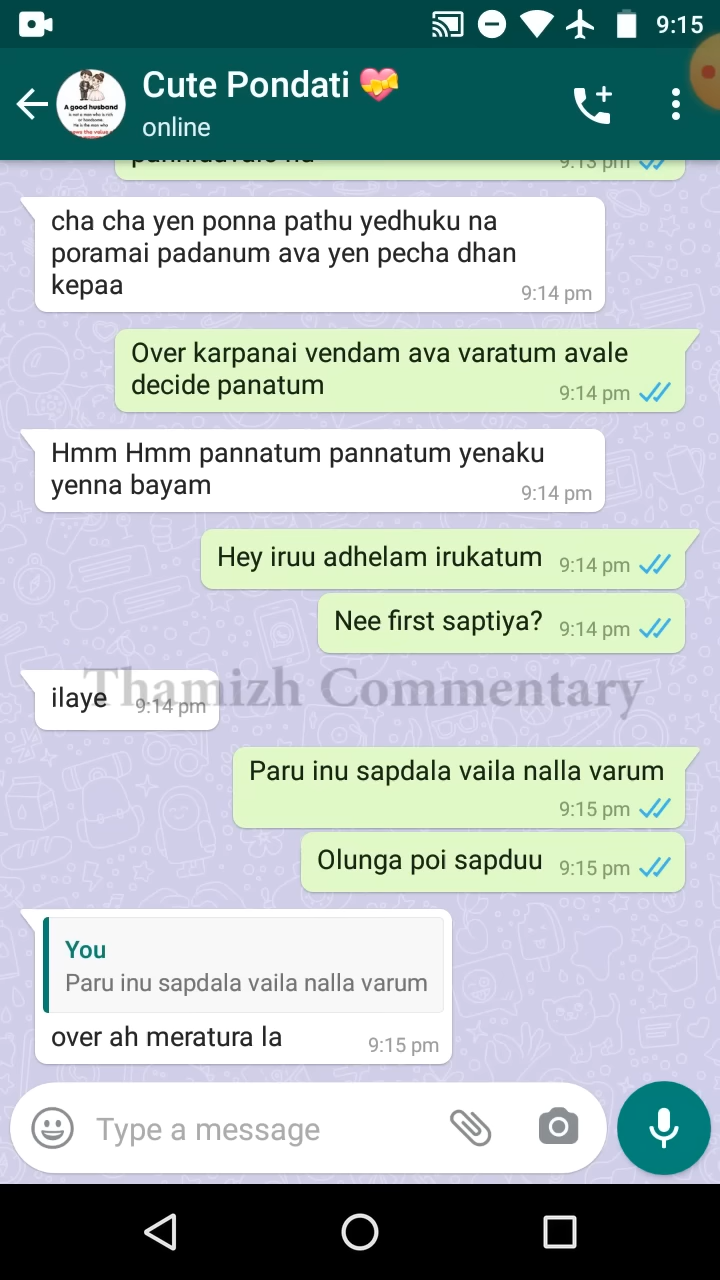 9:15
Cute Pondati 💝
online
9:13 pm
cha cha yen ponna pathu yedhuku na
poramai padanum ava yen pecha dhan
kepaa
9:14 pm
Over karpanai vendam ava varatum avale
decide panatum
9:14 pm
Hmm Hmm pannatum pannatum yenaku
yenna bayam
9:14 pm
Hey iruu adhelam irukatum 9:14 pm
Nee first saptiya? 9:14 pm
Thamizh Commentary
ilaye 9:14 pm
Paru inu sapdala vaila nalla varum
9:15 pm
Olunga poi sapduu 9:15 pm
You
Paru inu sapdala vaila nalla varum
over ah meratura la 9:15 pm
Type a message